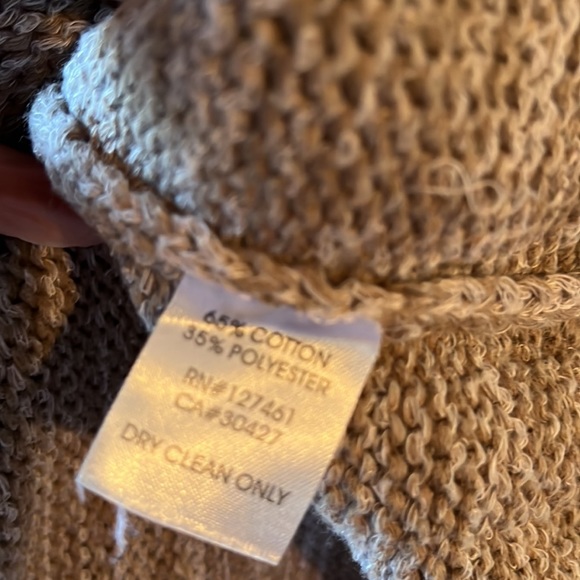 65% COTTON
35% POLYESTER
RN#127461
CA#30427
DRY CLEAN ONLY